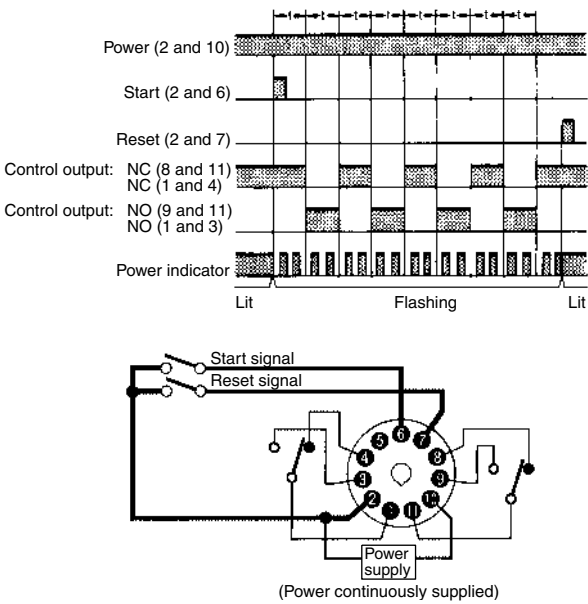 t t t t t t t t
Power (2 and 10)
Start (2 and 6)
Reset (2 and 7)
Control output: NC (8 and 11)
NC (1 and 4)
Control output: NO (9 and 11)
NO (1 and 3)
Power indicator
Lit Flashing Lit
Start signal
Reset signal
6
5 7
4 8
3 9
2 10
1 11
Power
supply
(Power continuously supplied)